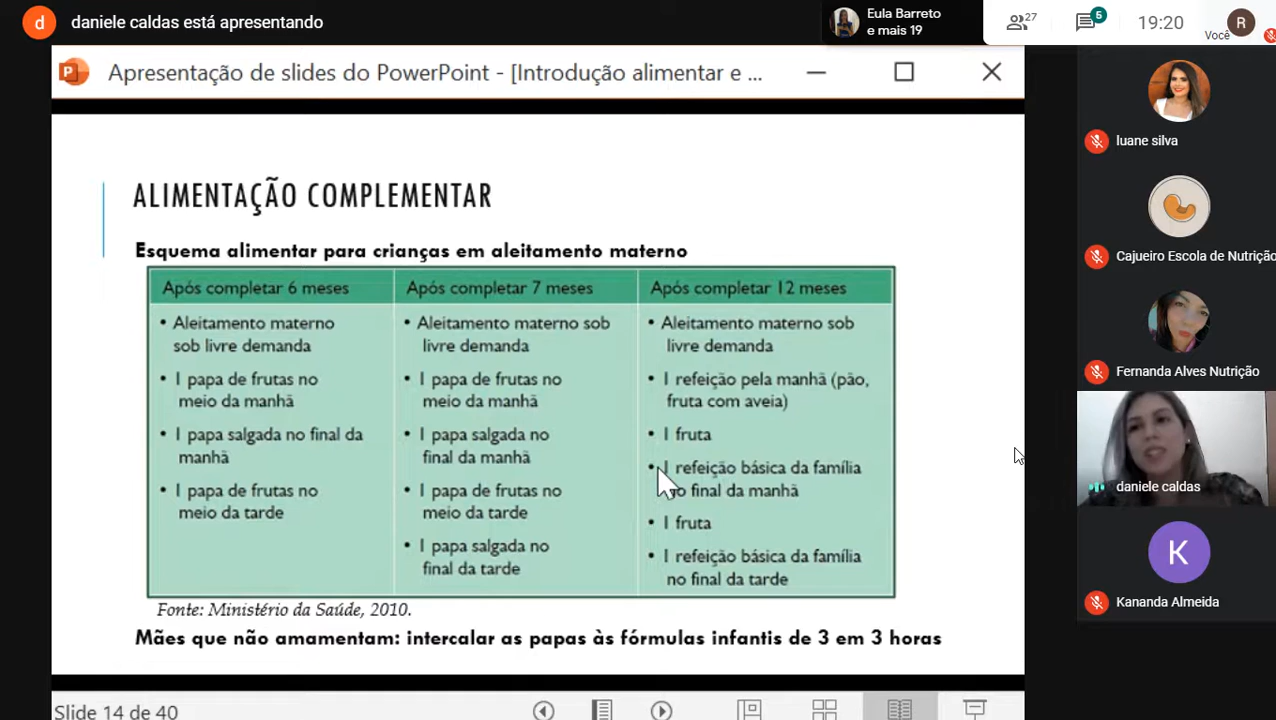 d daniele caldas está apresentando
Eula Barreto
e mais 19
27
5
19:20
Você
R
Apresentação de slides do PowerPoint - [Introdução alimentar e ...
ALIMENTAÇÃO COMPLEMENTAR
Esquema alimentar para crianças em aleitamento materno
Após completar 6 meses
• Aleitamento materno
sob livre demanda
• 1 papa de frutas no
meio da manhã
• 1 papa salgada no final da
manhã
• 1 papa de frutas no
meio da tarde
Após completar 7 meses
• Aleitamento materno sob
livre demanda
• 1 papa de frutas no
meio da manhã
• 1 papa salgada no
final da manhã
• 1 papa de frutas no
meio da tarde
• 1 papa salgada no
final da tarde
Após completar 12 meses
• Aleitamento materno sob
livre demanda
• 1 refeição pela manhã (pão,
fruta com aveia)
• 1 fruta
• 1 refeição básica da família
no final da manhã
• 1 fruta
• 1 refeição básica da família
no final da tarde
Fonte: Ministério da Saúde, 2010.
Mães que não amamentam: intercalar as papas às fórmulas infantis de 3 em 3 horas
Slide 14 de 40
luane silva
Cajueiro Escola de Nutrição
Fernanda Alves Nutrição
daniele caldas
K
Kananda Almeida